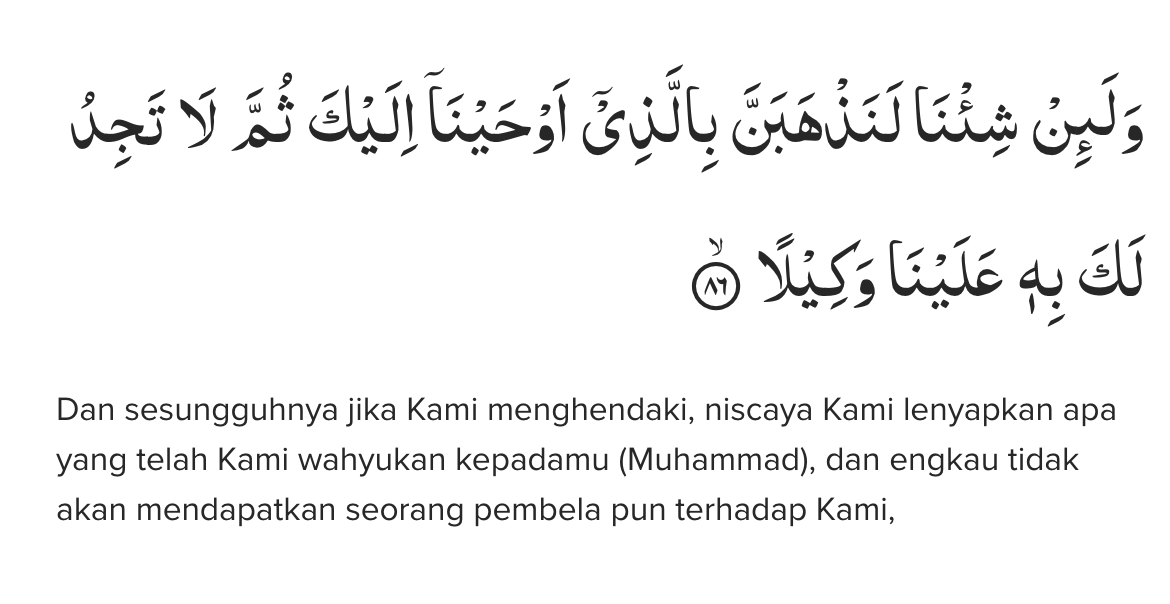 وَلَىِٕنْ شِئْنَا لَنَذْهَبَنَّ بِالَّذِيْٓ اَوْحَيْنَآ اِلَيْكَ ثُمَّ لَا تَجِدُ
لَكَ بِهٖ عَلَيْنَا وَكِيْلًا ۙ ٨٦
Dan sesungguhnya jika Kami menghendaki, niscaya Kami lenyapkan apa
yang telah Kami wahyukan kepadamu (Muhammad), dan engkau tidak
akan mendapatkan seorang pembela pun terhadap Kami,